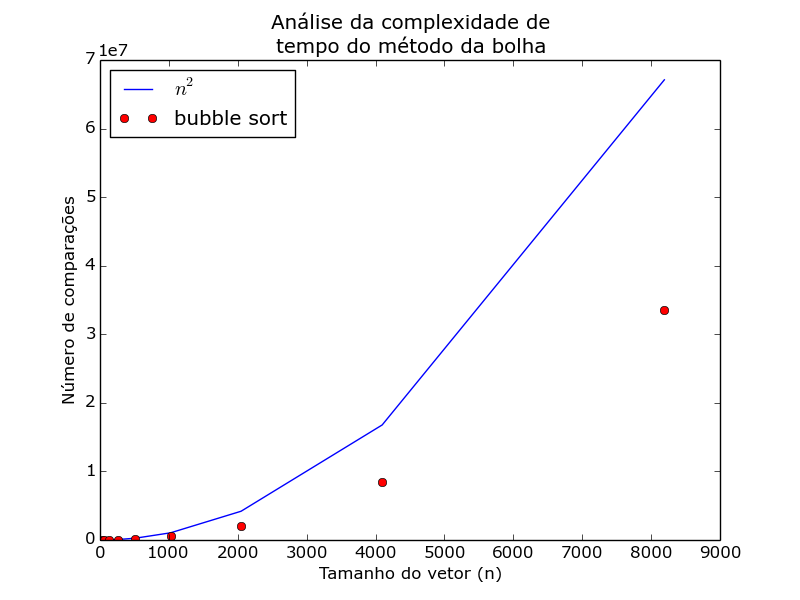 Análise da complexidade de
tempo do método da bolha
1e7
n²
bubble sort
7
6
5
4
3
2
1
0
Número de comparações
0 1000 2000 3000 4000 5000 6000 7000 8000 9000
Tamanho do vetor (n)